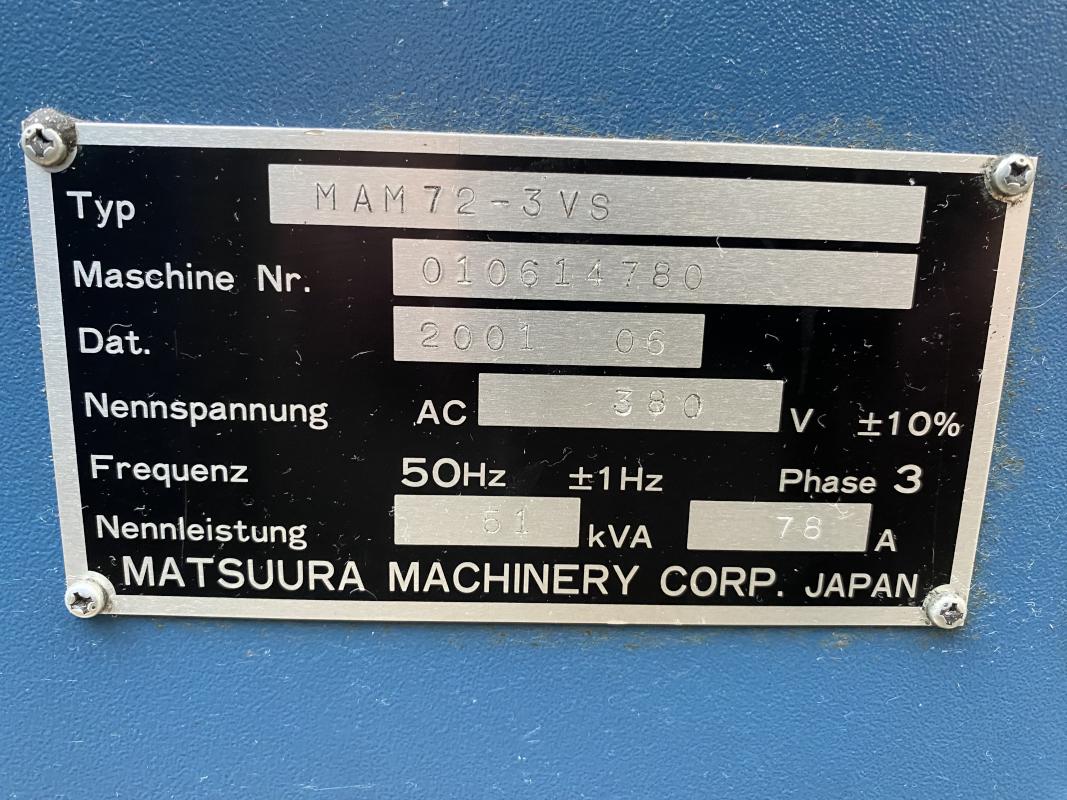 Typ MAM72-3VS
Maschine Nr. 010614780
Dat. 2001 06
Nennspannung AC 380 V ±10%
Frequenz 50Hz ±1Hz Phase 3
Nennleistung 51 kVA 78 A
MATSUURA MACHINERY CORP. JAPAN